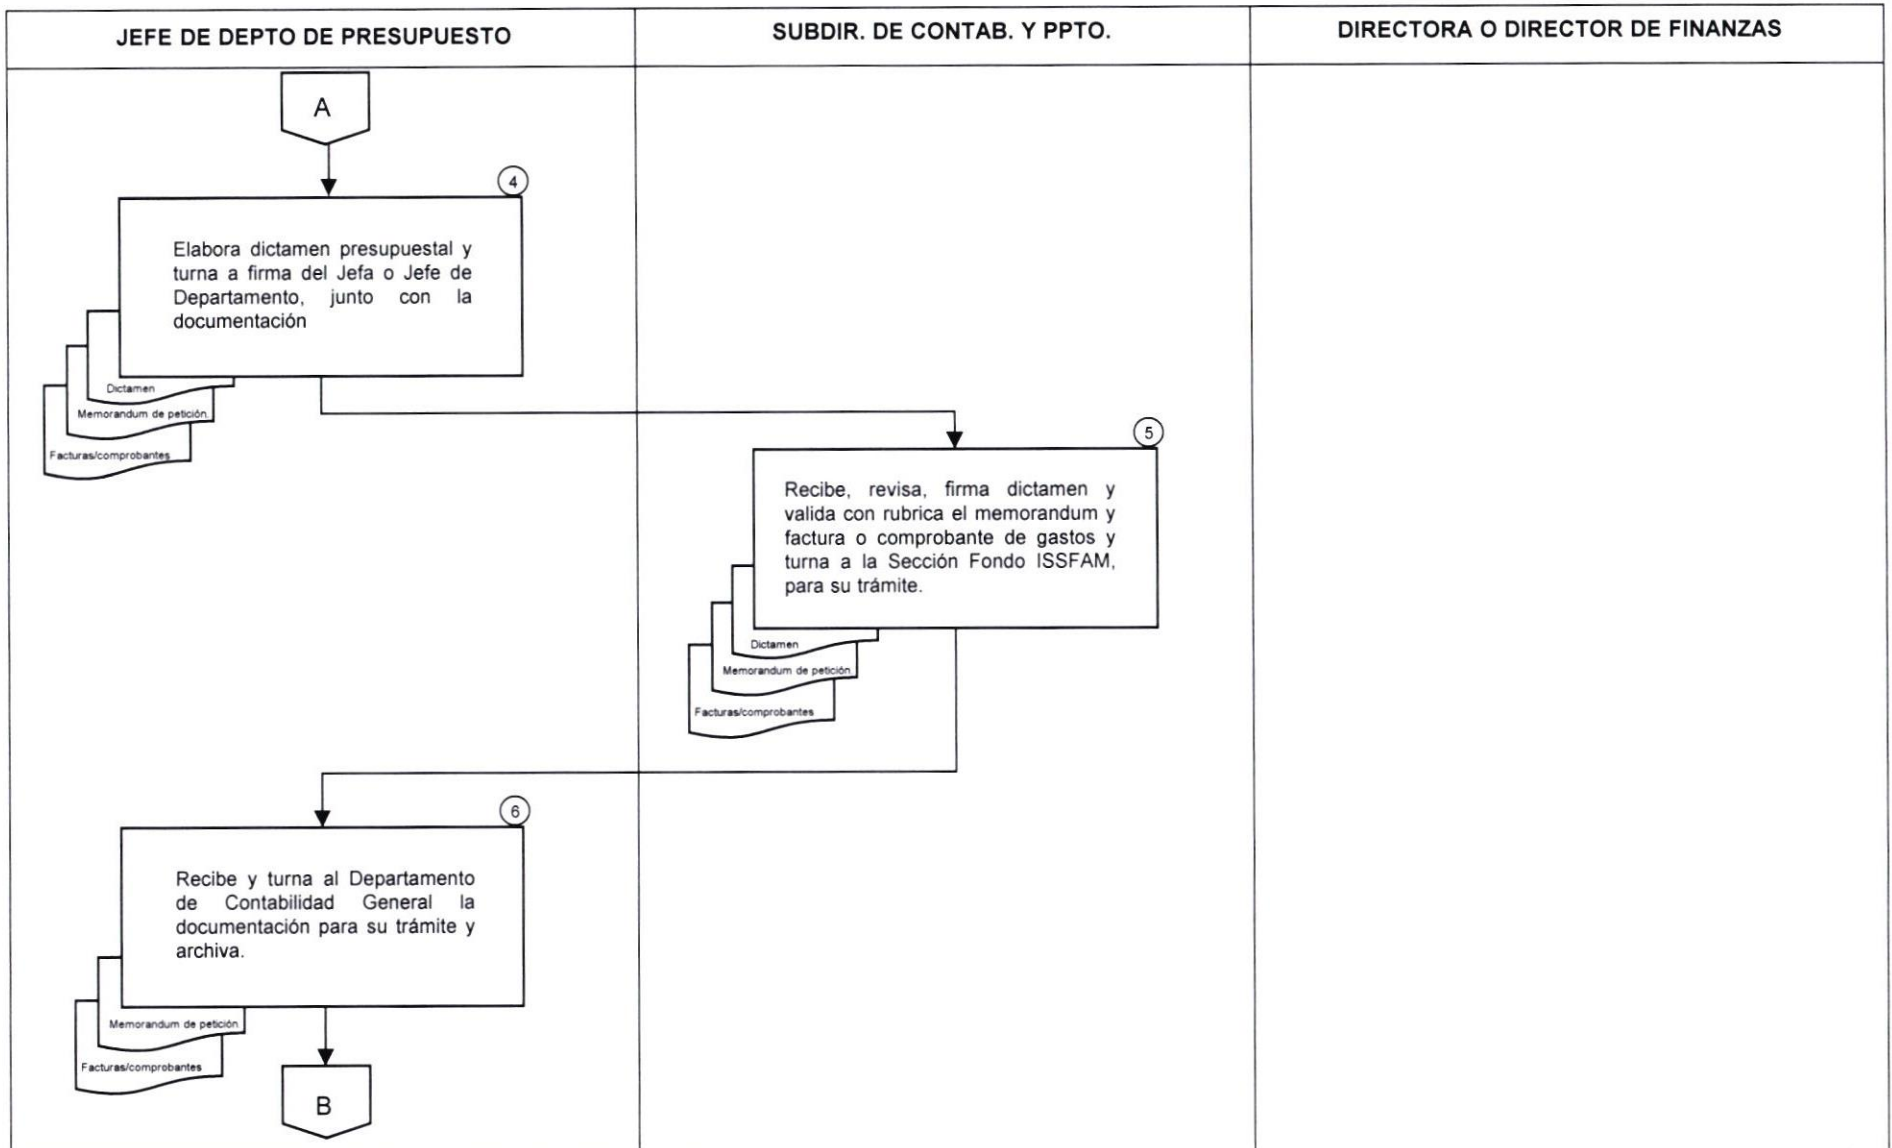 JEFE DE DEPTO DE PRESUPUESTO
SUBDIR. DE CONTAB. Y PPTO.
DIRECTORA O DIRECTOR DE FINANZAS
A
4
Elabora dictamen presupuestal y
turna a firma del Jefa o Jefe de
Departamento, junto con la
documentación
Dictamen
Memorandum de petición.
Facturas/comprobantes
5
Recibe, revisa, firma dictamen y
valida con rubrica el memorandum y
factura o comprobante de gastos y
turna a la Sección Fondo ISSFAM,
para su trámite.
Dictamen
Memorandum de petición.
Facturas/comprobantes
6
Recibe y turna al Departamento
de Contabilidad General la
documentación para su trámite y
archiva.
Memorandum de petición
Facturas/comprobantes
B